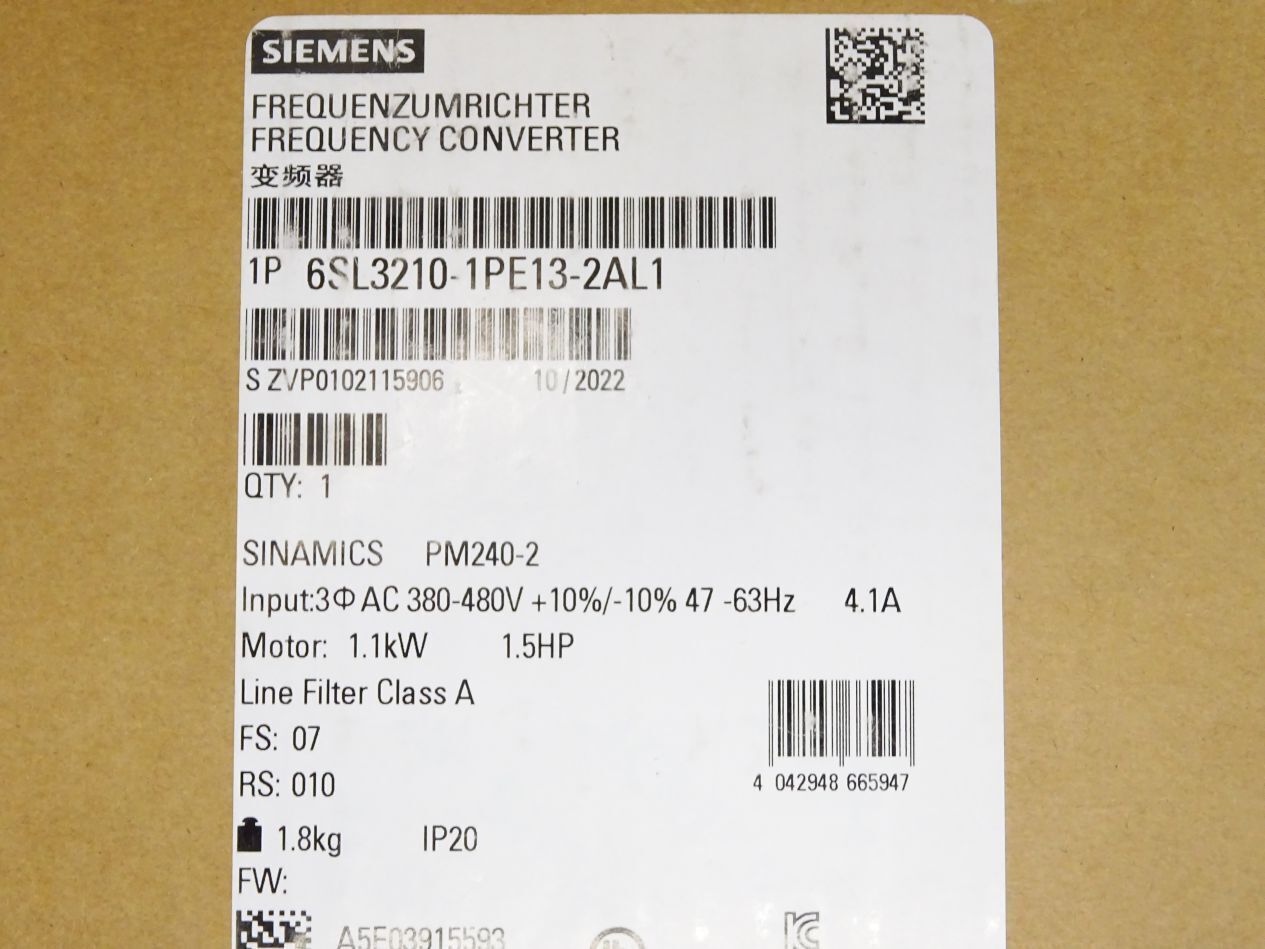 SIEMENS
FREQUENZUMRICHTER
FREQUENCY CONVERTER
变频器
1P 6SL3210-1PE13-2AL1
S ZVP0102115906 10/2022
QTY: 1
SINAMICS PM240-2
Input:3Φ AC 380-480V +10%/-10% 47 -63Hz 4.1A
Motor: 1.1kW 1.5HP
Line Filter Class A
FS: 07
RS: 010
4 042948 665947
1.8kg IP20
FW:
A5E03915593